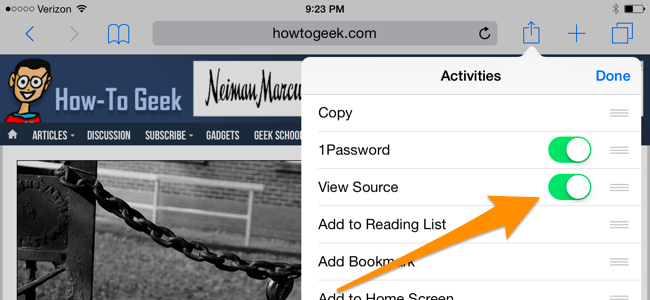 Verizon 9:23 PM
howtogeek.com
How-To Geek
Neiman Marcu
ARTICLES DISCUSSION SUBSCRIBE GADGETS GEEK SCHOO
Activities Done
Copy
1Password
View Source
Add to Reading List
Add Bookmark
Add to Home Screen